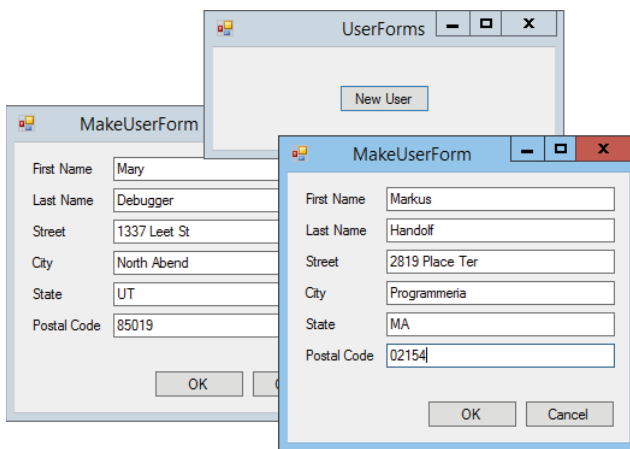 UserForms
New User
MakeUserForm
First Name Mary
Last Name Debugger
Street 1337 Leet St
City North Abend
State UT
Postal Code 85019
OK
MakeUserForm
First Name Markus
Last Name Handolf
Street 2819 Place Ter
City Programmeria
State MA
Postal Code 02154
OK Cancel